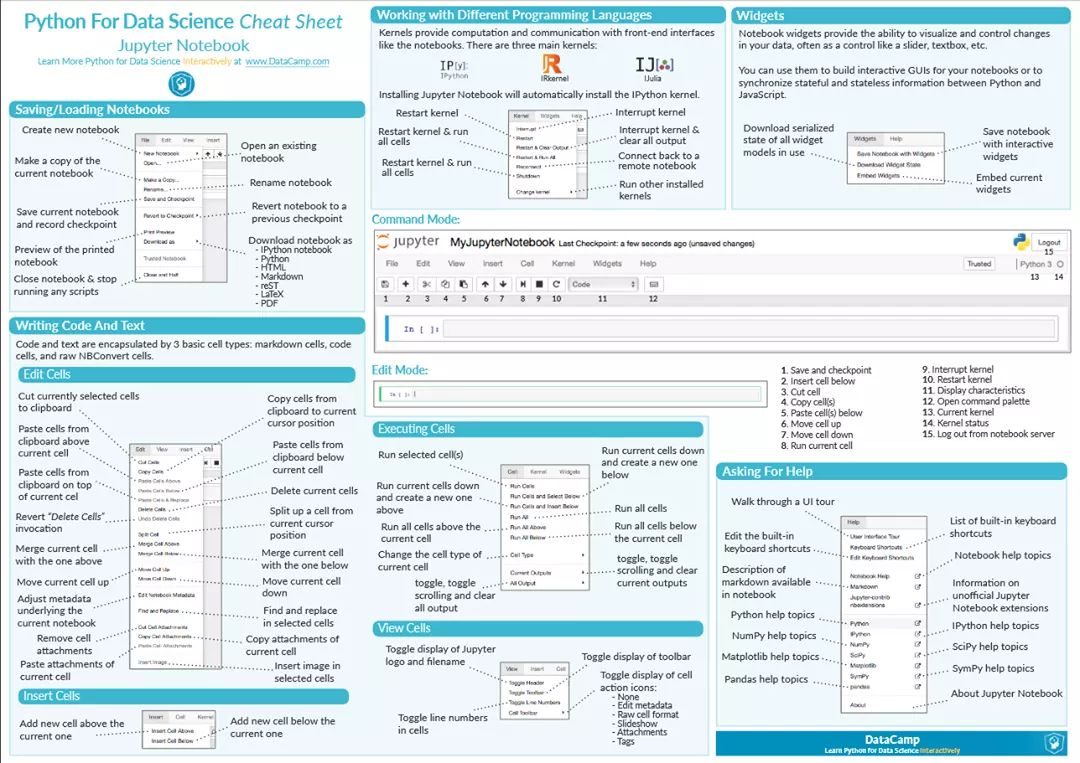 Python For Data Science Cheat Sheet
Jupyter Notebook
Learn More Python for Data Science Interactively at www.DataCamp.com
Saving/Loading Notebooks
Create new notebook
Make a copy of the
current notebook
Save current notebook
and record checkpoint
Preview of the printed
notebook
Close notebook & stop
running any scripts
File Edit View Insert
New Notebook
Open...
Make a Copy...
Rename...
Save and Checkpoint
Revert to Checkpoint
Print Preview
Download as
Trusted Notebook
Close and Halt
Open an existing
notebook
Rename notebook
Revert notebook to a
previous checkpoint
Download notebook as
- IPython notebook
- Python
- HTML
- Markdown
- reST
- LaTeX
- PDF
Writing Code And Text
Code and text are encapsulated by 3 basic cell types: markdown cells, code
cells, and raw NBConvert cells.
Edit Cells
Cut currently selected cells
to clipboard
Paste cells from
clipboard above
current cell
Paste cells from
clipboard on top
of current cel
Revert “Delete Cells”
invocation
Merge current cell
with the one above
Move current cell up
Adjust metadata
underlying the
current notebook
Remove cell
attachments
Paste attachments of
current cell
Edit View Insert Cell
Cut Cells
Copy Cells
Paste Cells Above
Paste Cells Below
Paste Cells & Replace
Delete Cells
Undo Delete Cells
Split Cell
Merge Cell Above
Merge Cell Below
Move Cell Up
Move Cell Down
Edit Notebook Metadata
Find and Replace
Cut Cell Attachments
Copy Cell Attachments
Paste Cell Attachments
Insert Image
Copy cells from
clipboard to current
cursor position
Paste cells from
clipboard below
current cell
Delete current cells
Split up a cell from
current cursor
position
Merge current cell
with the one below
Move current cell
down
Find and replace
in selected cells
Copy attachments of
current cell
Insert image in
selected cells
Insert Cells
Add new cell above the
current one
Insert Cell Kernel
Insert Cell Above
Insert Cell Below
Add new cell below the
current one
Working with Different Programming Languages
Kernels provide computation and communication with front-end interfaces
like the notebooks. There are three main kernels:
IP[y]:
IPython
R
IRkernel
IJ[]
IJulia
Installing Jupyter Notebook will automatically install the IPython kernel.
Restart kernel
Restart kernel & run
all cells
Restart kernel & run
all cells
Kernel Widgets Help
Interrupt
Restart
Restart & Clear Output
Restart & Run All
Reconnect
Shutdown
Change kernel
Interrupt kernel
Interrupt kernel &
clear all output
Connect back to a
remote notebook
Run other installed
kernels
Widgets
Notebook widgets provide the ability to visualize and control changes
in your data, often as a control like a slider, textbox, etc.
You can use them to build interactive GUIs for your notebooks or to
synchronize stateful and stateless information between Python and
JavaScript.
Download serialized
state of all widget
models in use
Widgets Help
Save Notebook with Widgets
Download Widget State
Embed Widgets
Save notebook
with interactive
widgets
Embed current
widgets
Command Mode:
jupyter MyJupyterNotebook Last Checkpoint: a few seconds ago (unsaved changes) Logout
15
File Edit View Insert Cell Kernel Widgets Help Trusted Python 3
13 14
Code
1 2 3 4 5 6 7 8 9 10 11 12
In [ ]:
Edit Mode:
In [ ]:
1. Save and checkpoint
2. Insert cell below
3. Cut cell
4. Copy cell(s)
5. Paste cell(s) below
6. Move cell up
7. Move cell down
8. Run current cell
9. Interrupt kernel
10. Restart kernel
11. Display characteristics
12. Open command palette
13. Current kernel
14. Kernel status
15. Log out from notebook server
Executing Cells
Run selected cell(s)
Run current cells down
and create a new one
above
Run all cells above the
current cell
Change the cell type of
current cell
toggle, toggle
scrolling and clear
all output
Cell Kernel Widgets
Run Cells
Run Cells and Select Below
Run Cells and Insert Below
Run All
Run All Above
Run All Below
Cell Type
Current Outputs
All Output
Run current cells down
and create a new one
below
Run all cells
Run all cells below
the current cell
toggle, toggle
scrolling and clear
current outputs
View Cells
Toggle display of Jupyter
logo and filename
Toggle line numbers
in cells
View Insert Cell
Toggle Header
Toggle Toolbar
Toggle Line Numbers
Cell Toolbar
Toggle display of toolbar
Toggle display of cell
action icons:
- None
- Edit metadata
- Raw cell format
- Slideshow
- Attachments
- Tags
Asking For Help
Walk through a UI tour
Edit the built-in
keyboard shortcuts
Description of
markdown available
in notebook
Python help topics
NumPy help topics
Matplotlib help topics
Pandas help topics
Help
User Interface Tour
Keyboard Shortcuts
Edit Keyboard Shortcuts
Notebook Help
Markdown
Jupyter-contrib
nbextensions
Python
IPython
NumPy
SciPy
Matplotlib
SymPy
pandas
About
List of built-in keyboard
shortcuts
Notebook help topics
Information on
unofficial Jupyter
Notebook extensions
IPython help topics
SciPy help topics
SymPy help topics
About Jupyter Notebook
DataCamp
Learn Python for Data Science Interactively